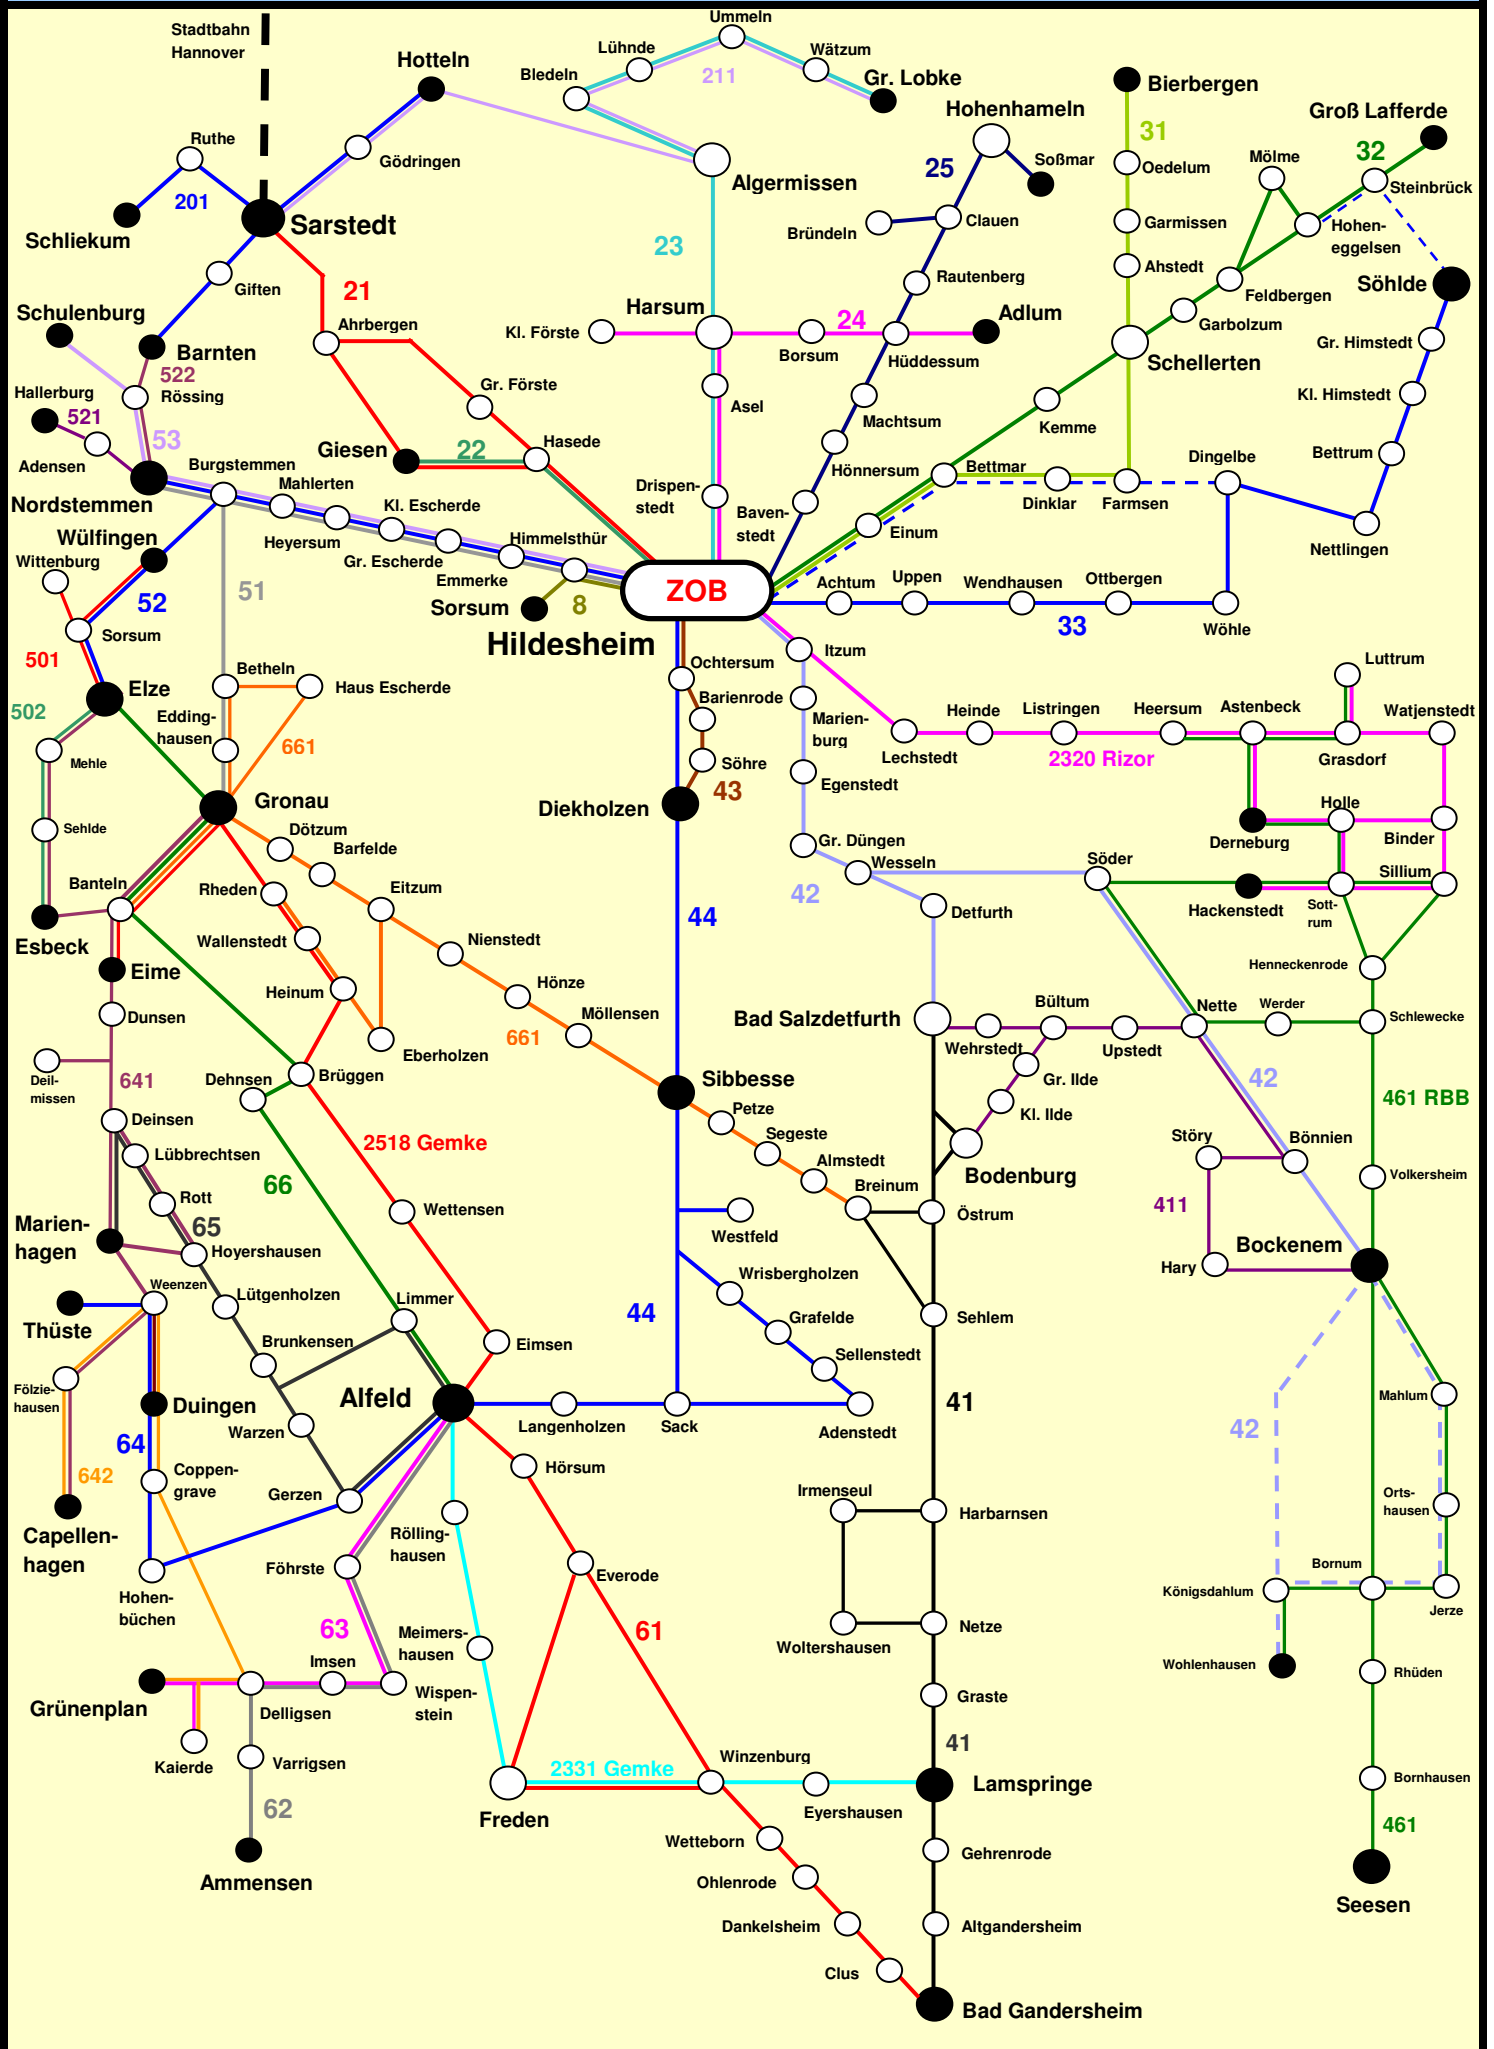 Stadtbahn
Hannover
Hotteln
Ummeln
Lühnde
Wätzum
Bledeln
211
Gr. Lobke
Bierbergen
Hohenhameln
Groß Lafferde
31
32
Ruthe
Gödringen
Algermissen
25
Soßmar
Oedelum
Mölme
Steinbrück
201
Schliekum
Sarstedt
23
Bründeln
Clauen
Garmissen
Hohen-
eggelsen
Giften
21
Rautenberg
Ahstedt
Feldbergen
Söhlde
Schulenburg
Ahrbergen
Harsum
Kl. Förste
24
Adlum
Garbolzum
Gr. Himstedt
Barnten
522
Borsum
Hüddessum
Schellerten
Hallerburg
Rössing
Gr. Förste
Asel
Kl. Himstedt
521
53
Machtsum
Kemme
Adensen
Giesen
22
Hasede
Bettrum
Burgstemmen
Hönnersum
Bettmar
Dingelbe
Nordstemmen
Mahlerten
Drispen-
stedt
Dinklar
Farmsen
Kl. Escherde
Baven-
stedt
Wülfingen
Heyersum
Himmelsthür
Einum
Nettlingen
Wittenburg
Gr. Escherde
Emmerke
Achtum
Uppen
Wendhausen
Ottbergen
52
51
Sorsum
8
ZOB
33
Wöhle
Sorsum
Hildesheim
501
Betheln
Haus Escherde
Ochtersum
Itzum
Luttrum
Elze
Barienrode
502
Edding-
hausen
661
Marien-
burg
Heinde
Listringen
Heersum
Astenbeck
Watjenstedt
Mehle
Söhre
Lechstedt
2320 Rizor
Grasdorf
43
Egenstedt
Gronau
Diekholzen
Holle
Sehlde
Dötzum
Gr. Düngen
Derneburg
Binder
Barfelde
Wesseln
Söder
Banteln
Rheden
Eitzum
42
Sillium
Esbeck
44
Detfurth
Hackenstedt
Sott-
rum
Wallenstedt
Nienstedt
Eime
Henneckenrode
Heinum
Hönze
Dunsen
Möllensen
Bad Salzdetfurth
Bültum
Nette
Werder
Schlewecke
661
Eberholzen
Wehrstedt
Upstedt
Deil-
missen
641
Dehnsen
Brüggen
Sibbesse
Gr. Ilde
42
461 RBB
Petze
Kl. Ilde
Deinsen
2518 Gemke
Segeste
Störy
Bönnien
Lübbrechtsen
Almstedt
Bodenburg
Volkersheim
66
Breinum
Rott
Wettensen
Östrum
411
Marien-
hagen
65
Westfeld
Bockenem
Hoyershausen
Hary
Weenzen
Wrisbergholzen
Lütgenholzen
Limmer
44
Sehlem
Thüste
Grafelde
Brunkensen
Eimsen
Sellenstedt
Fölzie-
hausen
Mahlum
Duingen
Alfeld
41
42
Warzen
Langenholzen
Sack
Adenstedt
64
642
Coppen-
grave
Hörsum
Gerzen
Irmenseul
Orts-
hausen
Capellen-
hagen
Rölling-
hausen
Harbarnsen
Föhrste
Everode
Bornum
Hohen-
büchen
Königsdahlum
Jerze
63
Meimers-
hausen
61
Woltershausen
Netze
Imsen
Wohlenhausen
Rhüden
Grünenplan
Wispen-
stein
Graste
Delligsen
41
Kaierde
Varrigsen
2331 Gemke
Winzenburg
Lamspringe
Bornhausen
62
Freden
Eyershausen
461
Wetteborn
Gehrenrode
Ammensen
Ohlenrode
Seesen
Dankelsheim
Altgandersheim
Clus
Bad Gandersheim